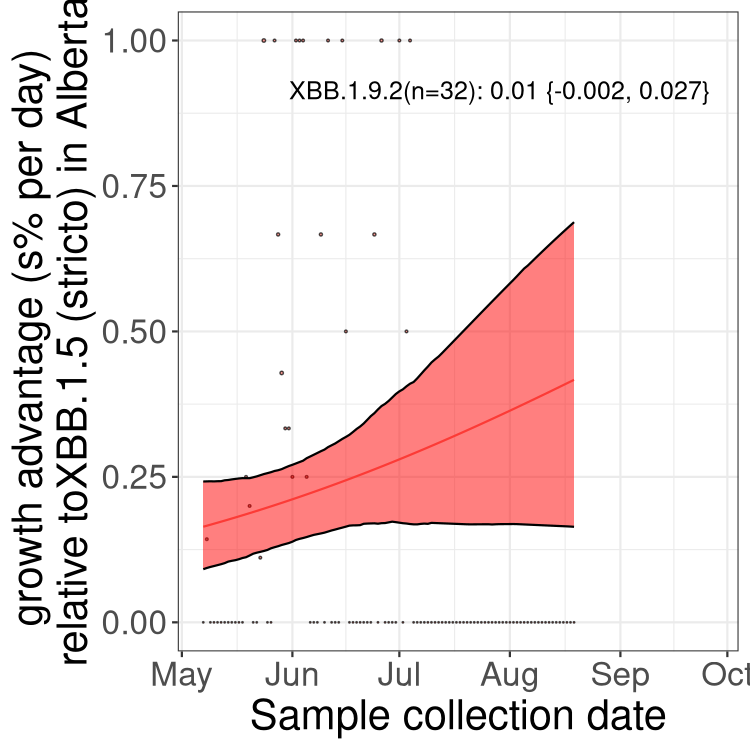 growth advantage (s% per day)
relative toXBB.1.5 (stricto) in Alberta
1.00
0.75
0.50
0.25
0.00
XBB.1.9.2(n=32): 0.01 {-0.002, 0.027}
May Jun Jul Aug Sep Oct
Sample collection date